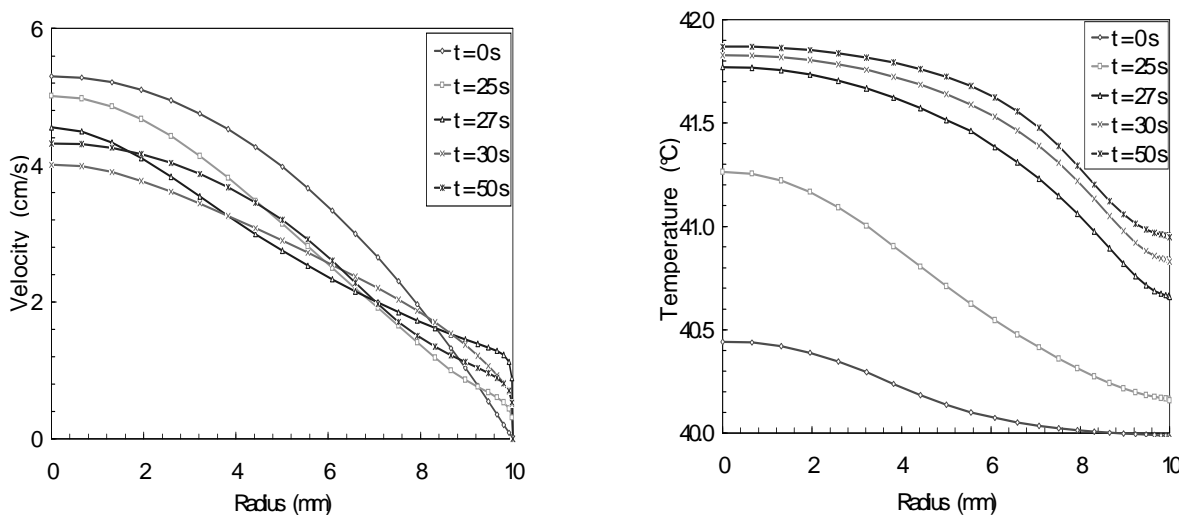 6
4
2
0
Velocity (cm/s)
t=0s
t=25s
t=27s
t=30s
t=50s
0 2 4 6 8 10
Radius (mm)
42.0
41.5
41.0
40.5
40.0
Temperature (°C)
t=0s
t=25s
t=27s
t=30s
t=50s
0 2 4 6 8 10
Radius (mm)